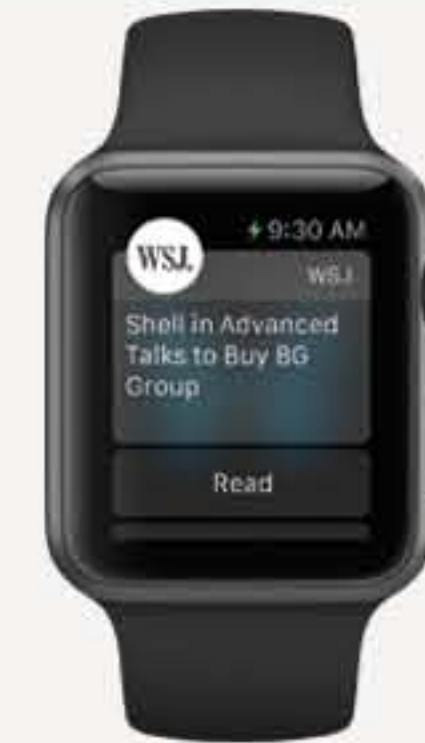 9:30 AM
WSJ.
WSJ
Shell in Advanced
Talks to Buy BG
Group
Read